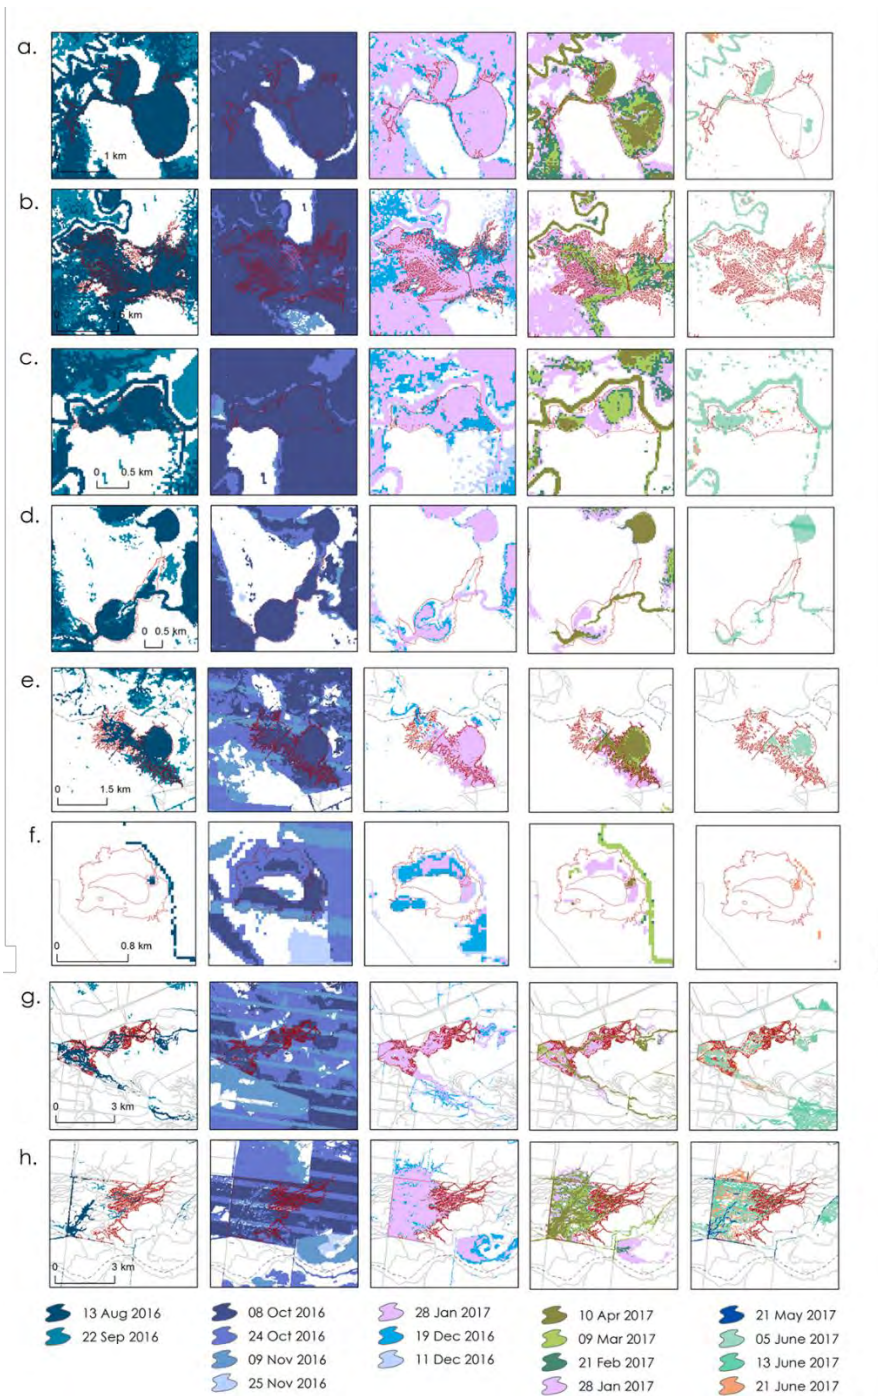 a.
1 km
b.
c.
0 0.5 km
d.
0 0.5 km
e.
0 1.5 km
f.
0 0.8 km
g.
0 3 km
h.
0 3 km
13 Aug 2016
22 Sep 2016
08 Oct 2016
24 Oct 2016
09 Nov 2016
25 Nov 2016
28 Jan 2017
19 Dec 2016
11 Dec 2016
10 Apr 2017
09 Mar 2017
21 Feb 2017
28 Jan 2017
21 May 2017
05 June 2017
13 June 2017
21 June 2017